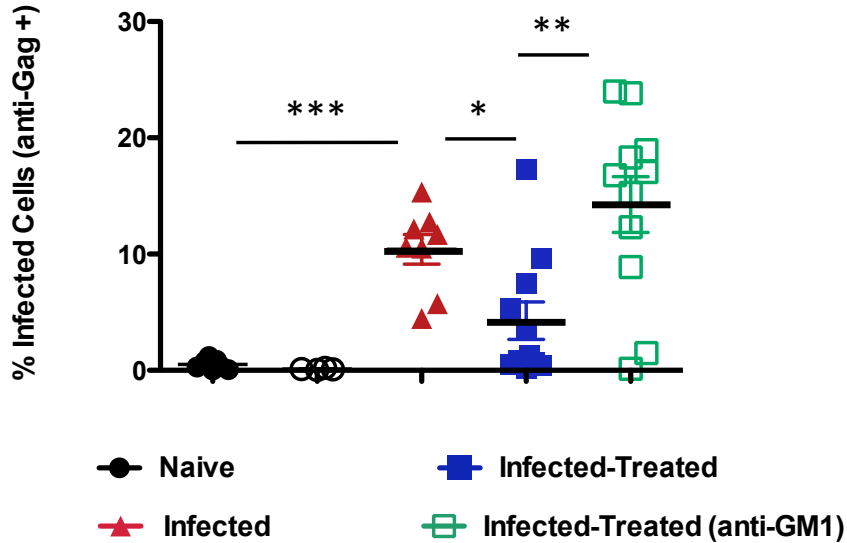 % Infected Cells (anti-Gag +)
30
20
10
0
***
*
**
Naive
Infected-Treated
Infected
Infected-Treated (anti-GM1)